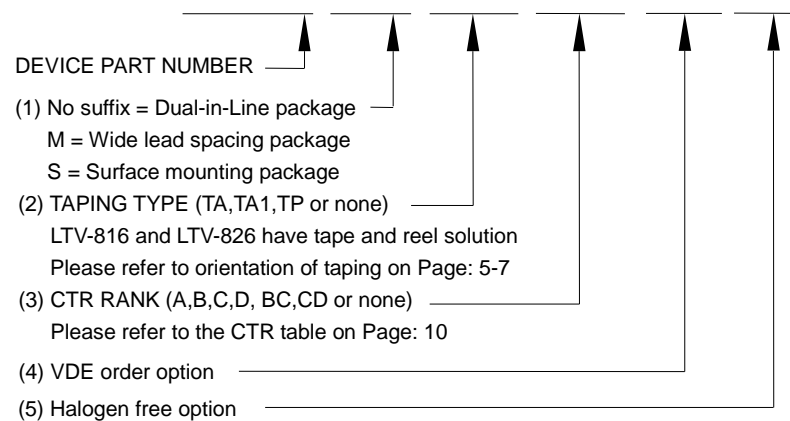 DEVICE PART NUMBER
(1) No suffix = Dual-in-Line package
M = Wide lead spacing package
S = Surface mounting package
(2) TAPING TYPE (TA,TA1,TP or none)
LTV-816 and LTV-826 have tape and reel solution
Please refer to orientation of taping on Page: 5-7
(3) CTR RANK (A,B,C,D, BC,CD or none)
Please refer to the CTR table on Page: 10
(4) VDE order option
(5) Halogen free option